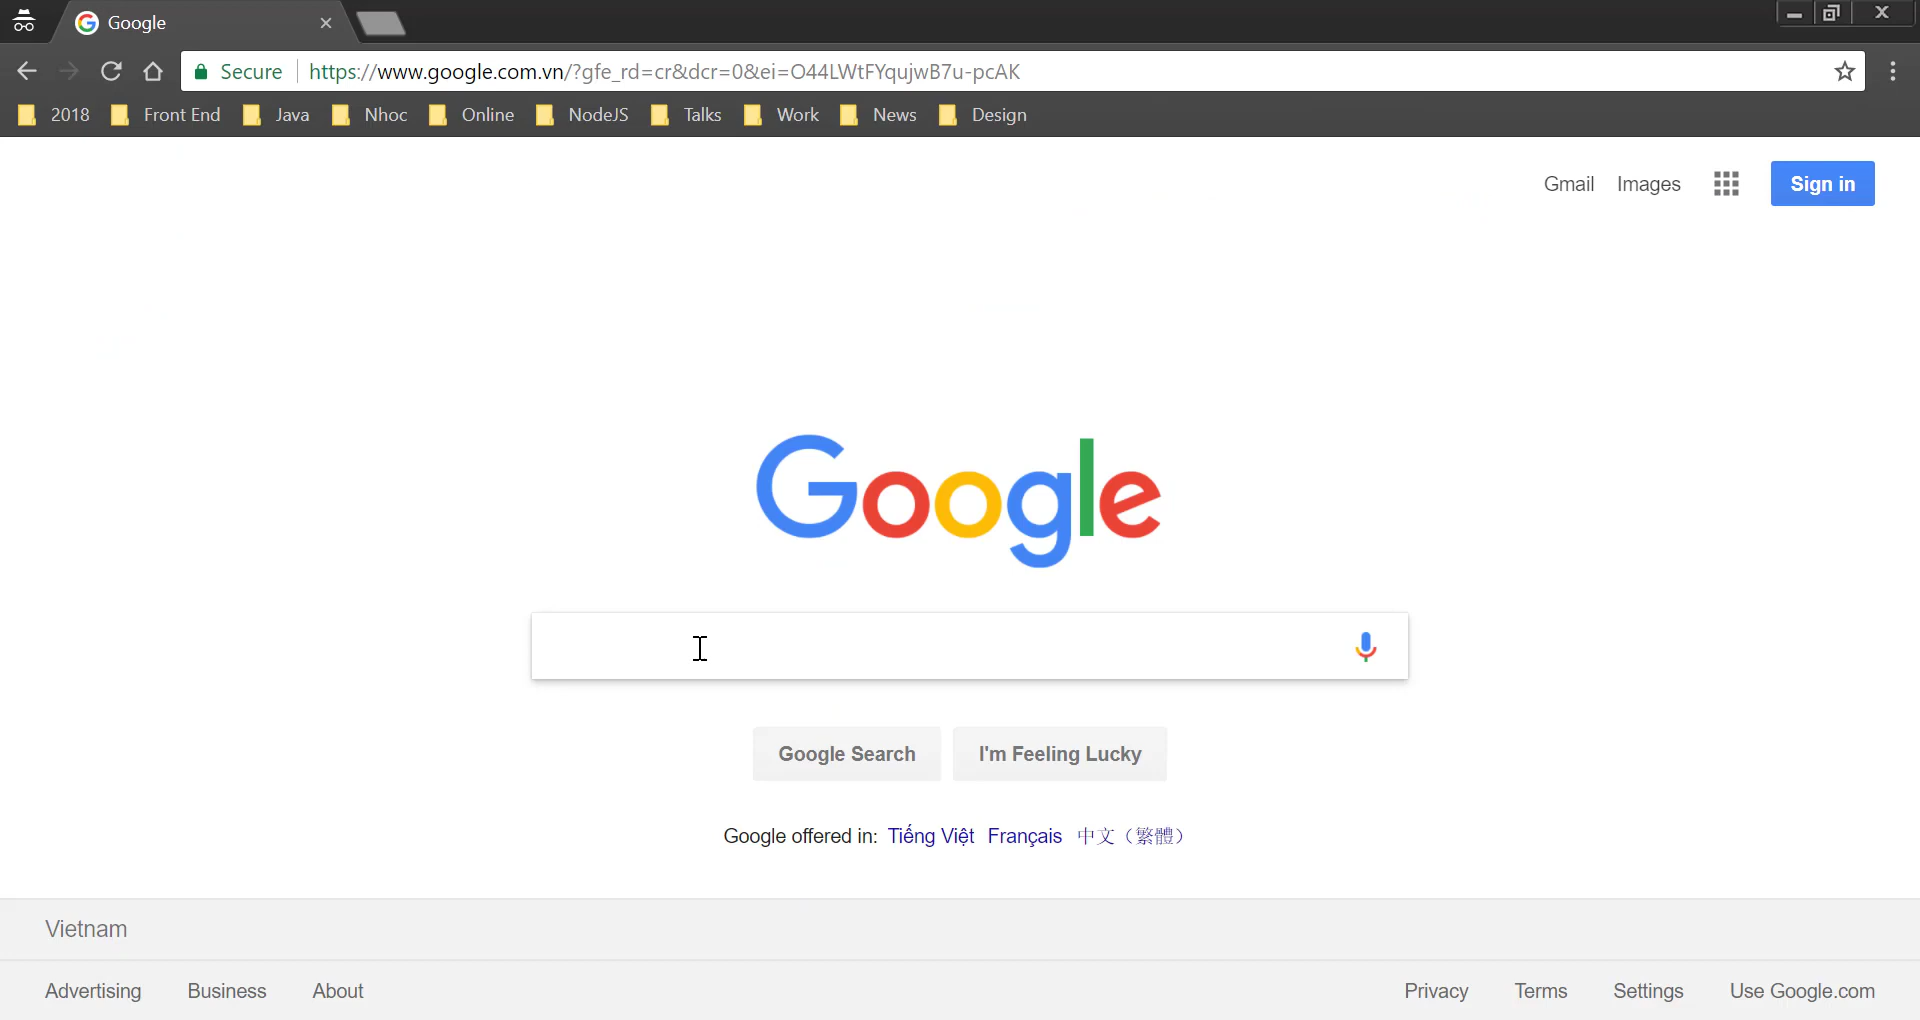 Google
Secure https://www.google.com.vn/?gfe_rd=cr&dcr=0&ei=O44LWtFYqujwB7u-pcAK
2018 Front End Java Nhoc Online NodeJS Talks Work News Design
Gmail Images Sign in
Google
Google Search I'm Feeling Lucky
Google offered in: Tiếng Việt Français 中文（繁體）
Vietnam
Advertising Business About Privacy Terms Settings Use Google.com